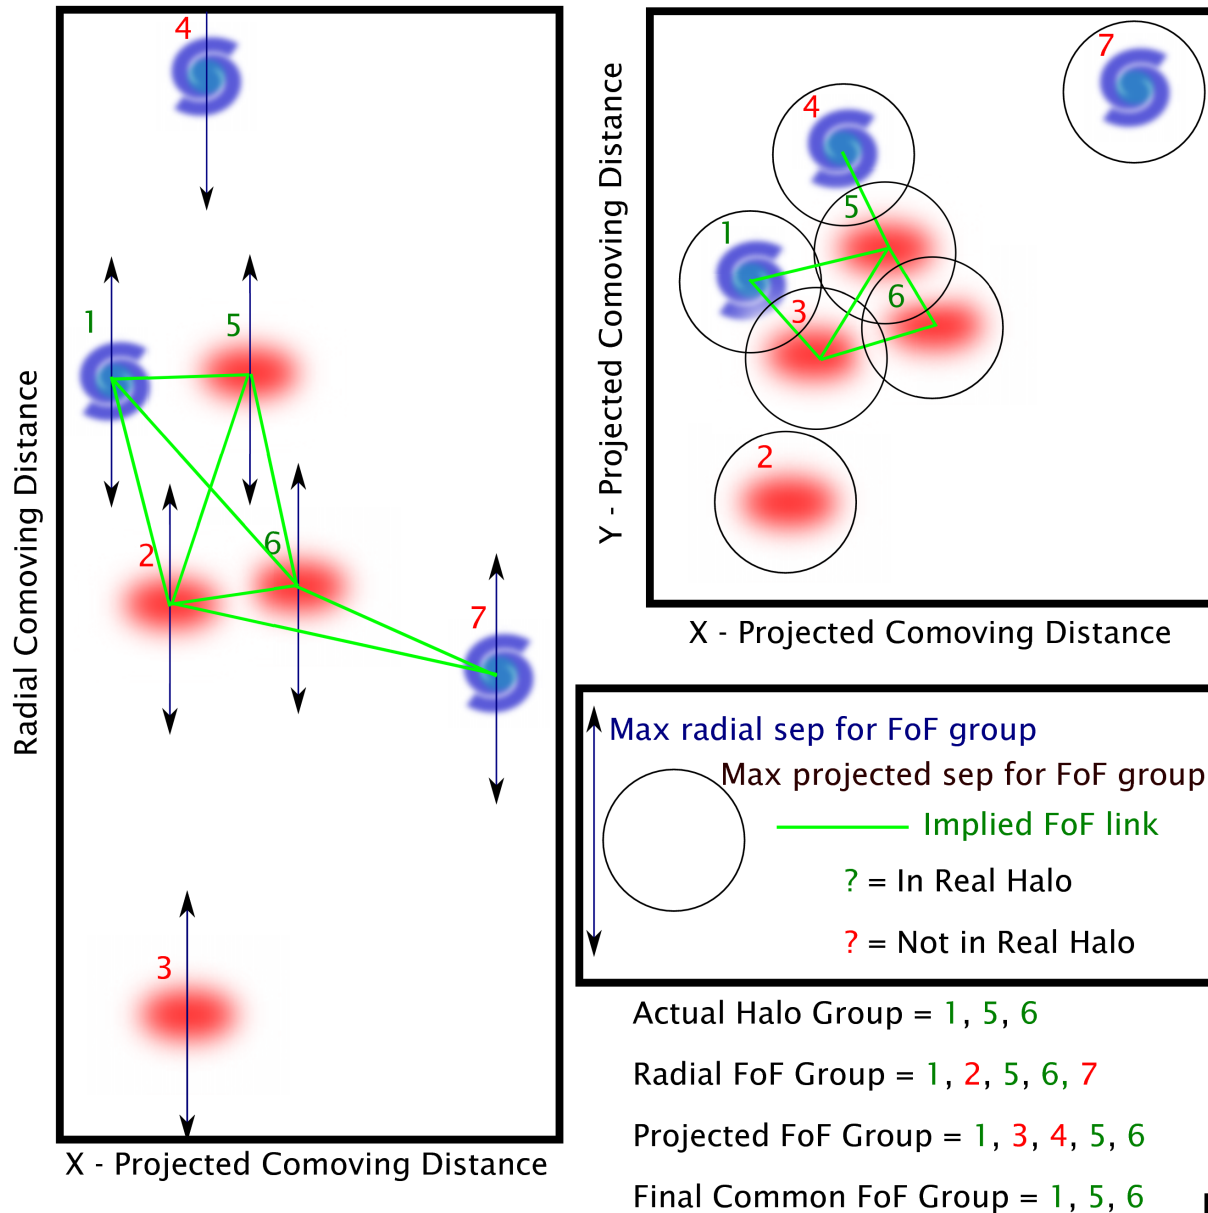 4
1
5
2
6
7
3
Radial Comoving Distance
X - Projected Comoving Distance
7
4
5
1
6
3
2
Y - Projected Comoving Distance
X - Projected Comoving Distance
Max radial sep for FoF group
Max projected sep for FoF group
Implied FoF link
? = In Real Halo
? = Not in Real Halo
Actual Halo Group = 1, 5, 6
Radial FoF Group = 1, 2, 5, 6, 7
Projected FoF Group = 1, 3, 4, 5, 6
Final Common FoF Group = 1, 5, 6